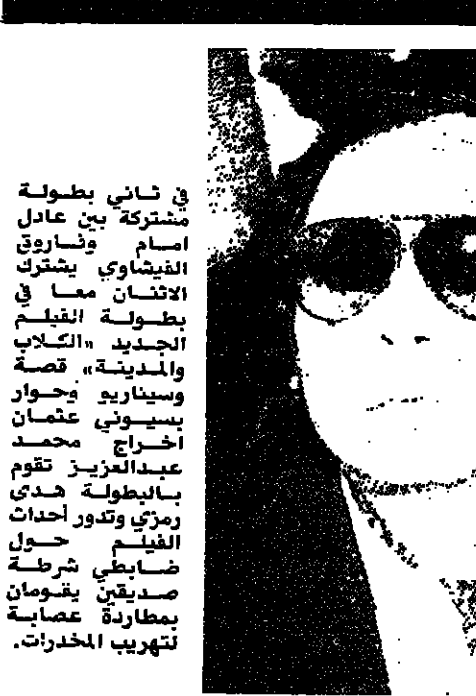 في ثاني بطولة
مشتركة بين عادل
امام وفاروق
الفيشاوي يشترك
الاثنان معا في
بطولة الفيلم
الجديد «الكلاب
والمدينة» قصة
وسيناريو وحوار
بسيوني عثمان
اخراج محمد
عبدالعزيز تقوم
بالبطولة هدى
رمزي وتدور أحداث
الفيلم حول
ضابطي شرطة
صديقين يقومان
بمطاردة عصابة
لتهريب المخدرات.